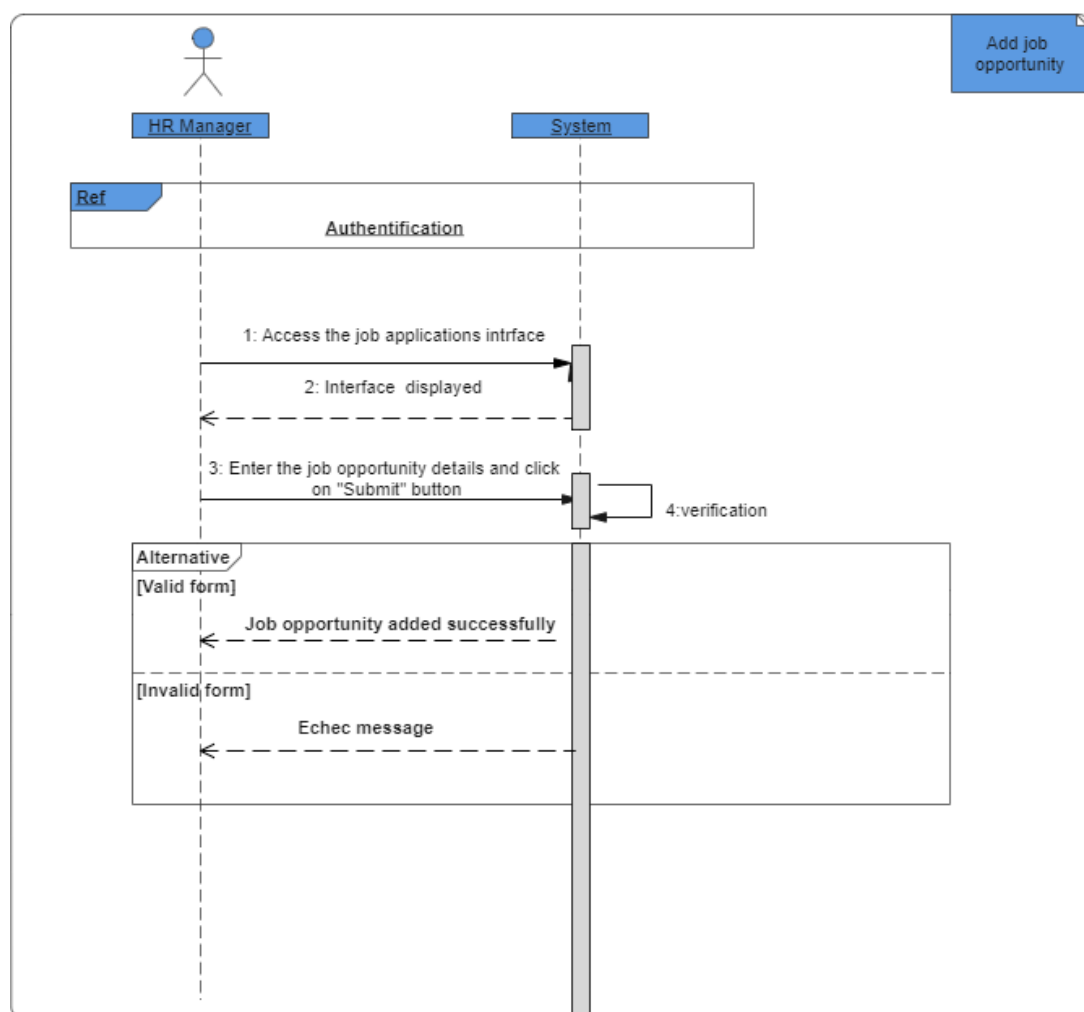 Add job
opportunity
HR Manager
System
Ref
Authentification
1: Access the job applications intrface
2: Interface displayed
3: Enter the job opportunity details and click
on "Submit" button
4:verification
Alternative
[Valid form]
Job opportunity added successfully
[Invalid form]
Echec message